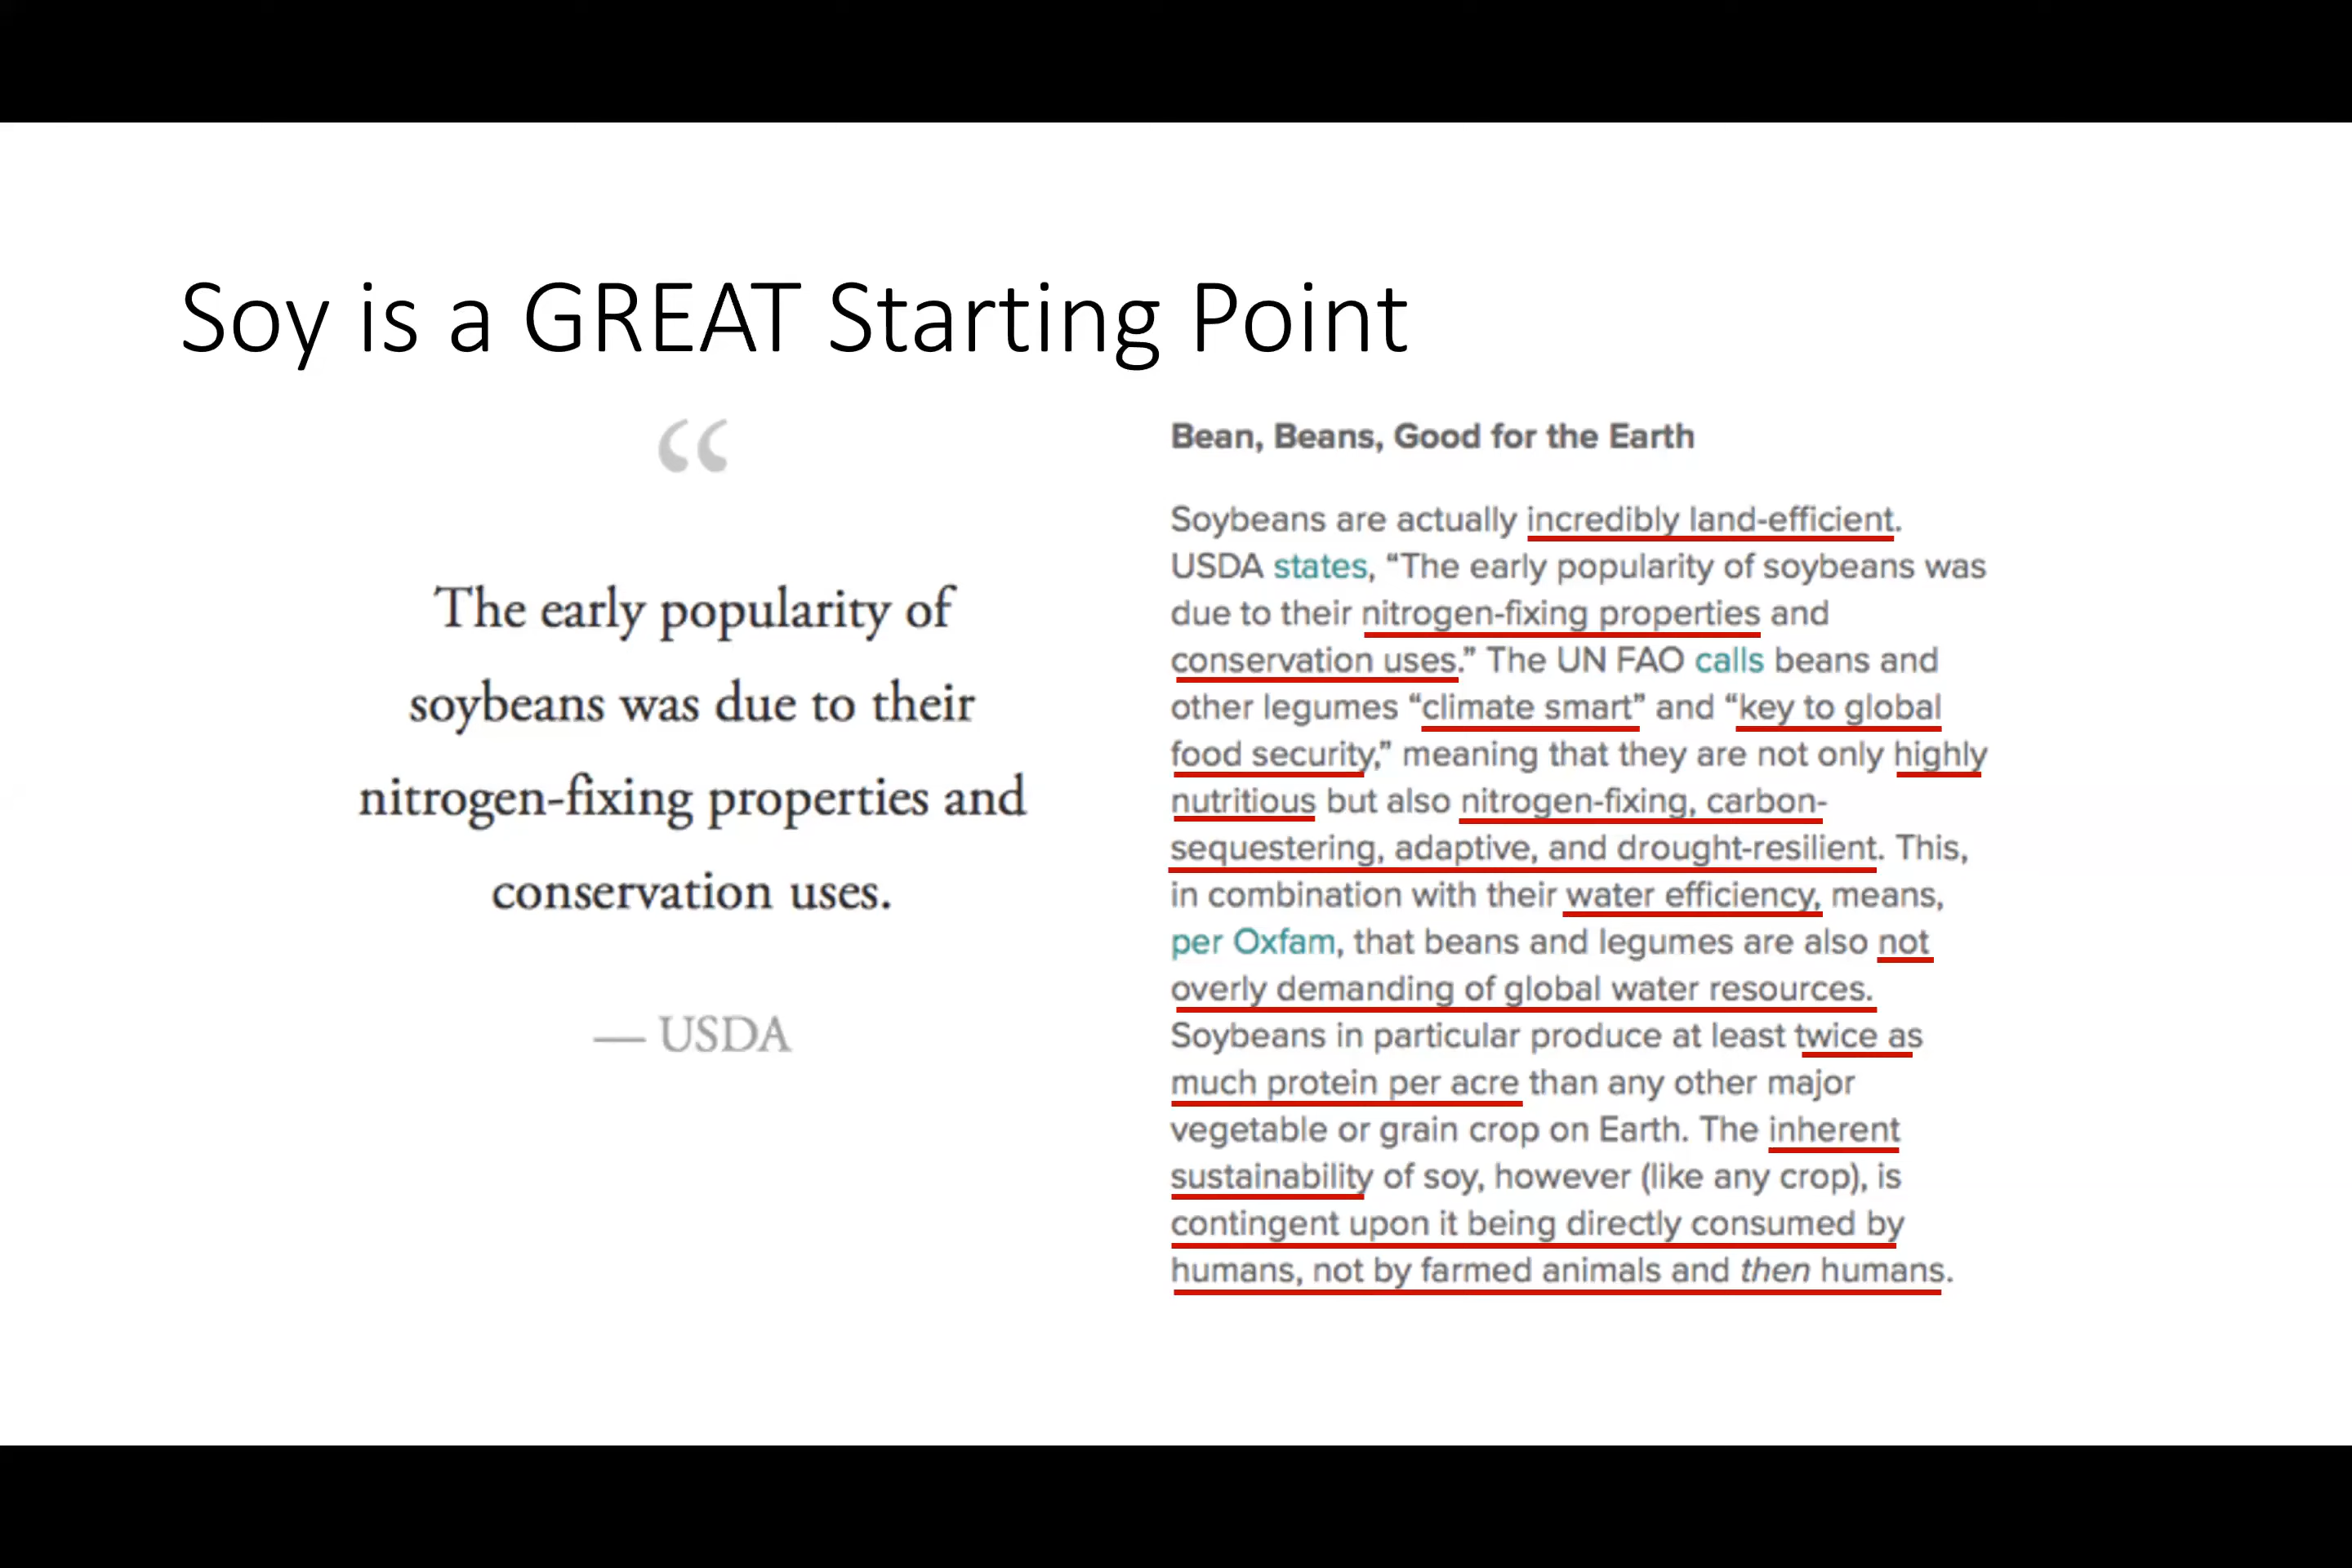 Soy is a GREAT Starting Point
“
The early popularity of
soybeans was due to their
nitrogen-fixing properties and
conservation uses.
— USDA
Bean, Beans, Good for the Earth
Soybeans are actually incredibly land-efficient.
USDA states, “The early popularity of soybeans was
due to their nitrogen-fixing properties and
conservation uses.” The UN FAO calls beans and
other legumes “climate smart” and “key to global
food security,” meaning that they are not only highly
nutritious but also nitrogen-fixing, carbon-
sequestering, adaptive, and drought-resilient. This,
in combination with their water efficiency, means,
per Oxfam, that beans and legumes are also not
overly demanding of global water resources.
Soybeans in particular produce at least twice as
much protein per acre than any other major
vegetable or grain crop on Earth. The inherent
sustainability of soy, however (like any crop), is
contingent upon it being directly consumed by
humans, not by farmed animals and then humans.